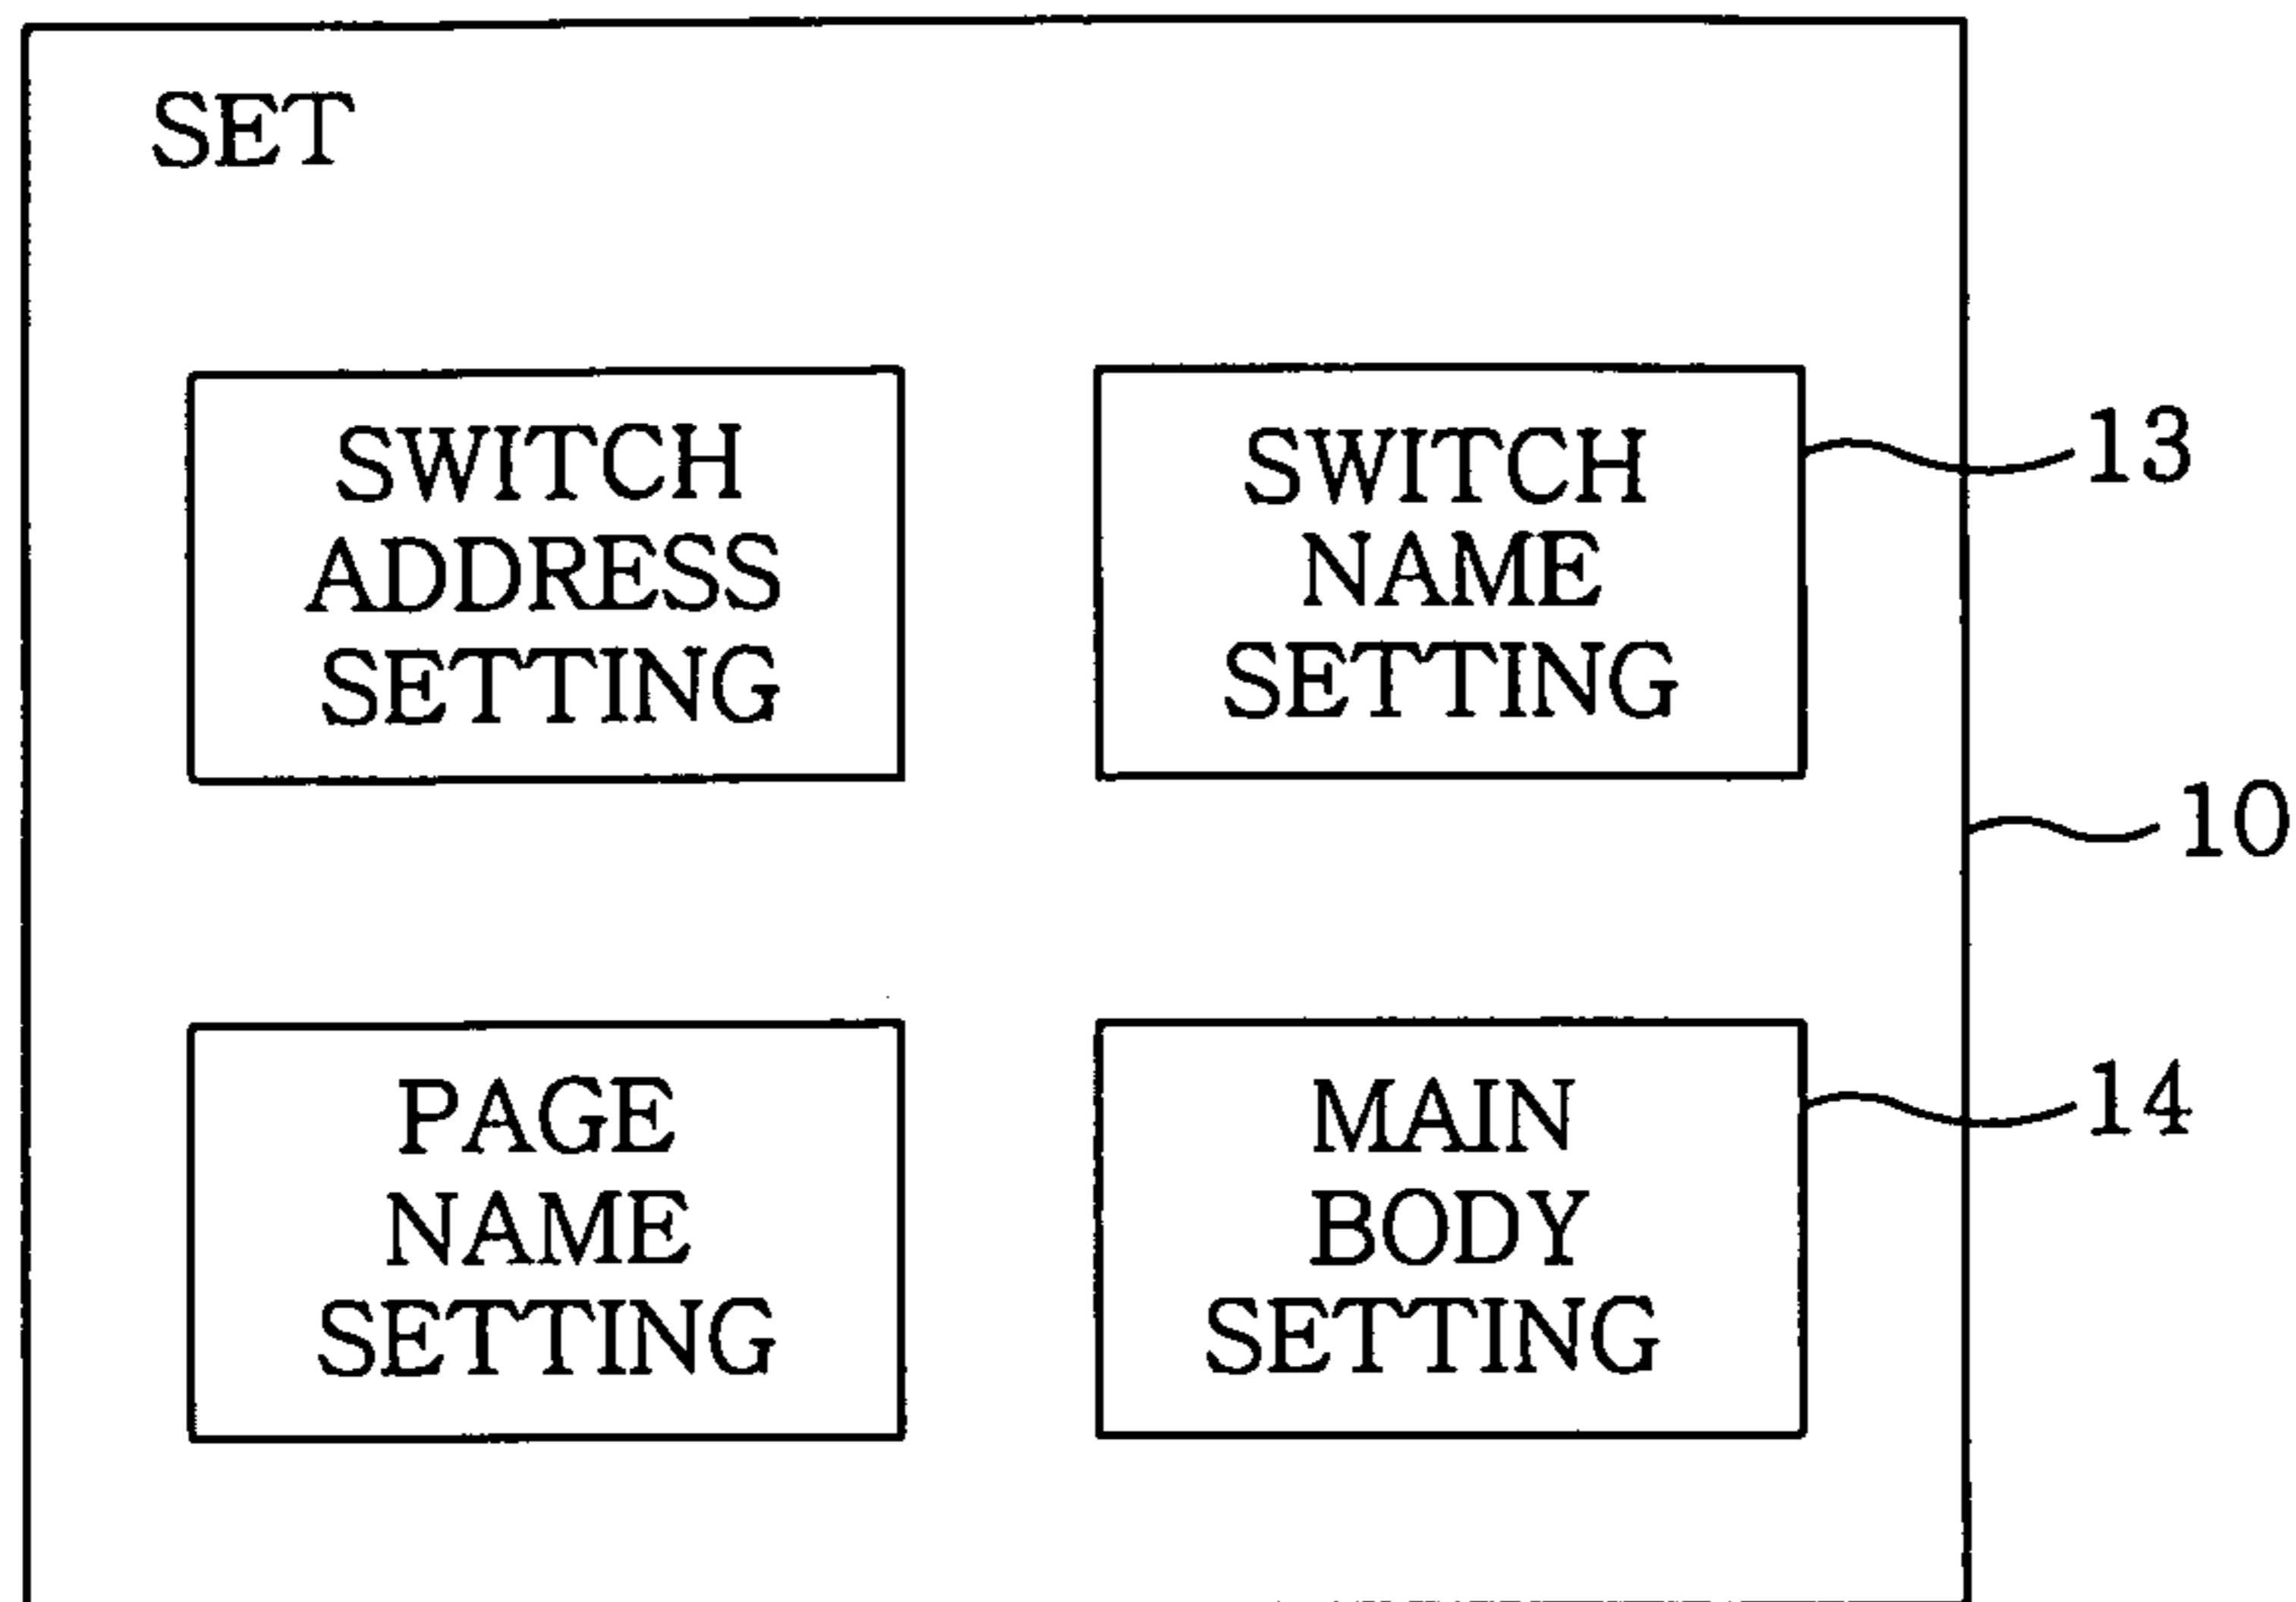 SET
SWITCH
ADDRESS
SETTING
SWITCH
NAME
SETTING
13
10
PAGE
NAME
SETTING
MAIN
BODY
SETTING
14